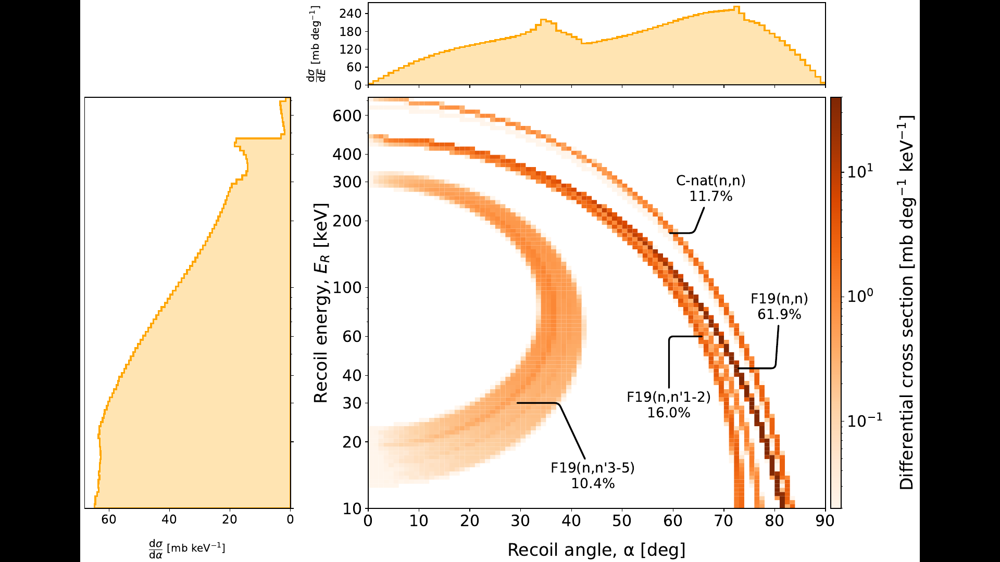 240
180
120
60
0
dσ/dE [mb deg⁻¹]
60 40 20 0
dσ/dα [mb keV⁻¹]
600
400
300
200
100
60
40
30
20
10
Recoil energy, E_R [keV]
C-nat(n,n)
11.7%
F19(n,n)
61.9%
F19(n,n'1-2)
16.0%
F19(n,n'3-5)
10.4%
0 10 20 30 40 50 60 70 80 90
Recoil angle, α [deg]
10¹
10⁰
10⁻¹
Differential cross section [mb deg⁻¹ keV⁻¹]